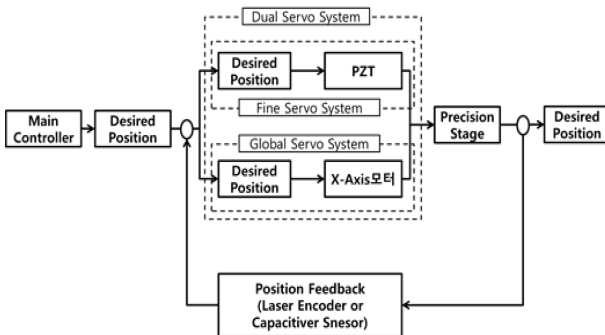 Dual Servo System
Desired
Position
PZT
Fine Servo System
Main
Controller
Desired
Position
Precision
Stage
Desired
Position
Global Servo System
Desired
Position
X-Axis모터
Position Feedback
(Laser Encoder or
Capacitiver Snesor)